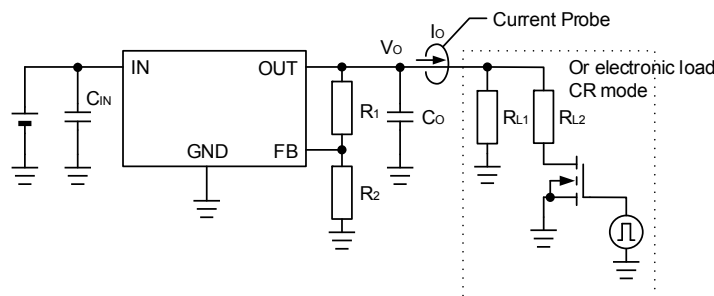 Current Probe
IO
VO
Or electronic load
CR mode
IN
OUT
CIN
R1
CO
RL1
RL2
GND
FB
R2